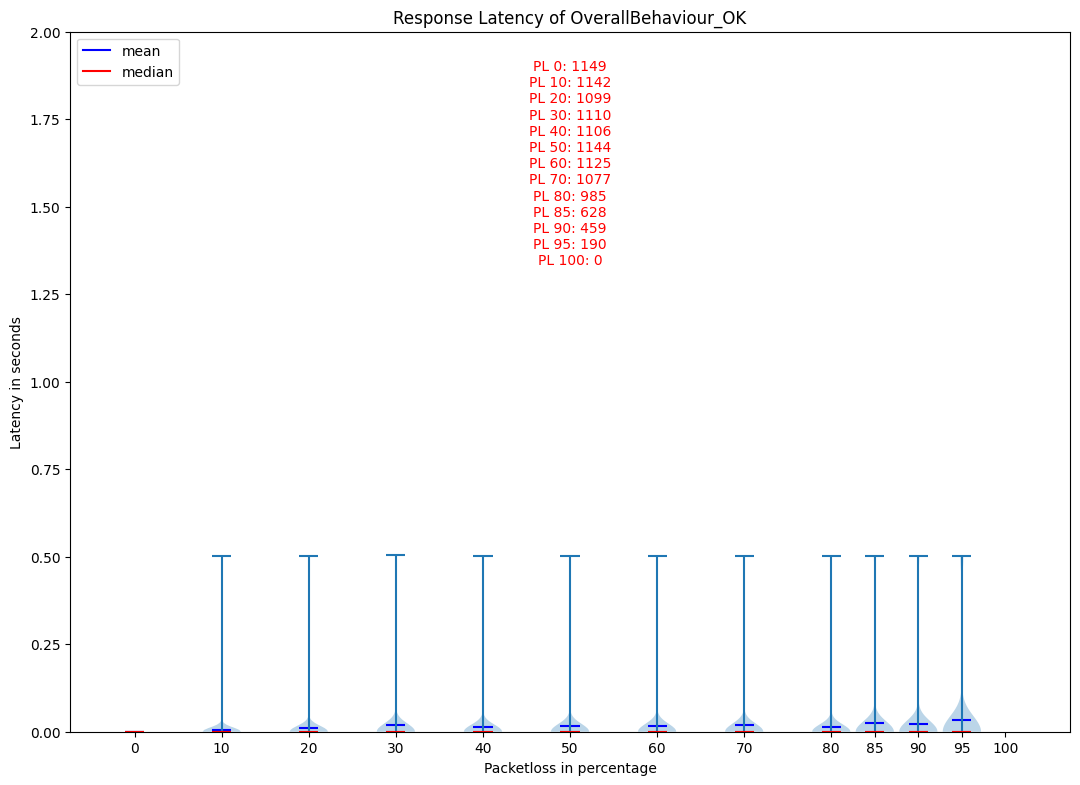 Response Latency of OverallBehaviour_OK
2.00
mean
median
PL 0: 1149
PL 10: 1142
PL 20: 1099
PL 30: 1110
PL 40: 1106
PL 50: 1144
PL 60: 1125
PL 70: 1077
PL 80: 985
PL 85: 628
PL 90: 459
PL 95: 190
PL 100: 0
1.75
1.50
1.25
1.00
0.75
0.50
0.25
0.00
Latency in seconds
0 10 20 30 40 50 60 70 80 85 90 95 100
Packetloss in percentage